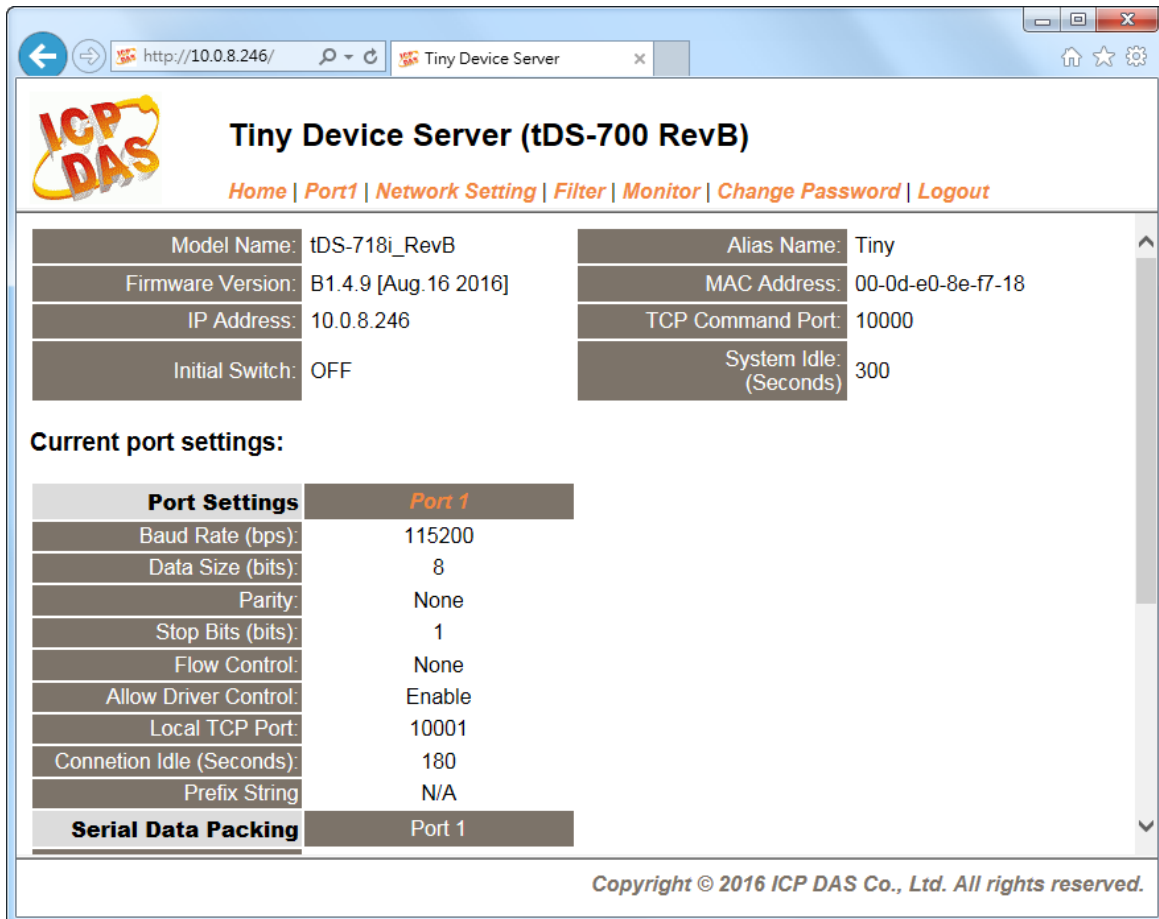 http://10.0.8.246/
Tiny Device Server
ICP
DAS
Tiny Device Server (tDS-700 RevB)
Home | Port1 | Network Setting | Filter | Monitor | Change Password | Logout
Model Name: tDS-718i_RevB Alias Name: Tiny
Firmware Version: B1.4.9 [Aug.16 2016] MAC Address: 00-0d-e0-8e-f7-18
IP Address: 10.0.8.246 TCP Command Port: 10000
Initial Switch: OFF System Idle: (Seconds) 300
Current port settings:
Port Settings Port 1
Baud Rate (bps): 115200
Data Size (bits): 8
Parity: None
Stop Bits (bits): 1
Flow Control: None
Allow Driver Control: Enable
Local TCP Port: 10001
Connetion Idle (Seconds): 180
Prefix String N/A
Serial Data Packing Port 1
Copyright © 2016 ICP DAS Co., Ltd. All rights reserved.